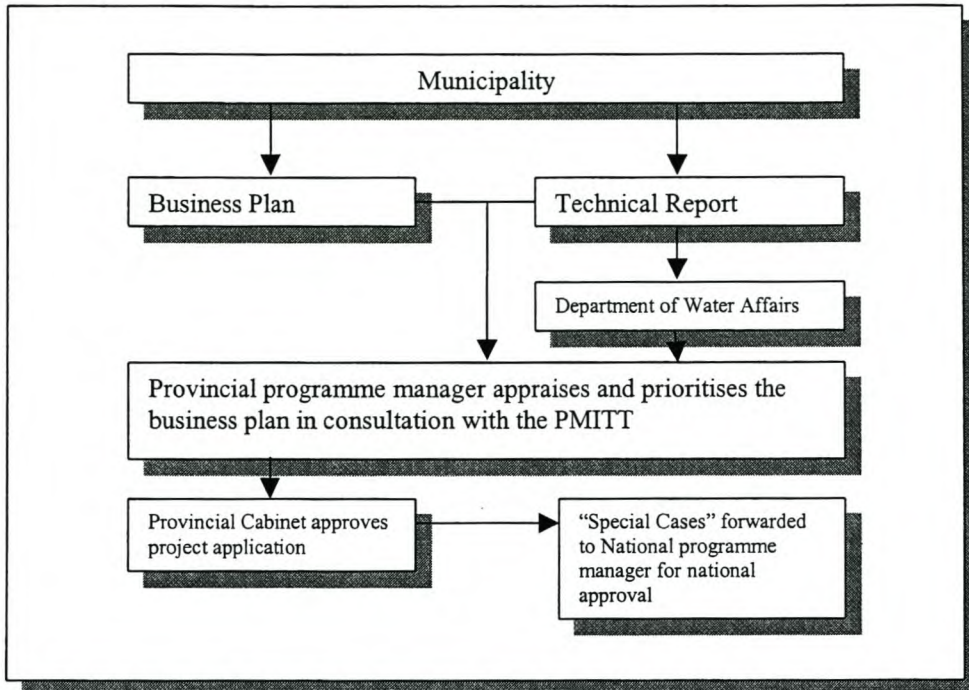 Municipality
Business Plan
Technical Report
Department of Water Affairs
Provincial programme manager appraises and prioritises the
business plan in consultation with the PMITT
Provincial Cabinet approves
project application
“Special Cases” forwarded
to National programme
manager for national
approval